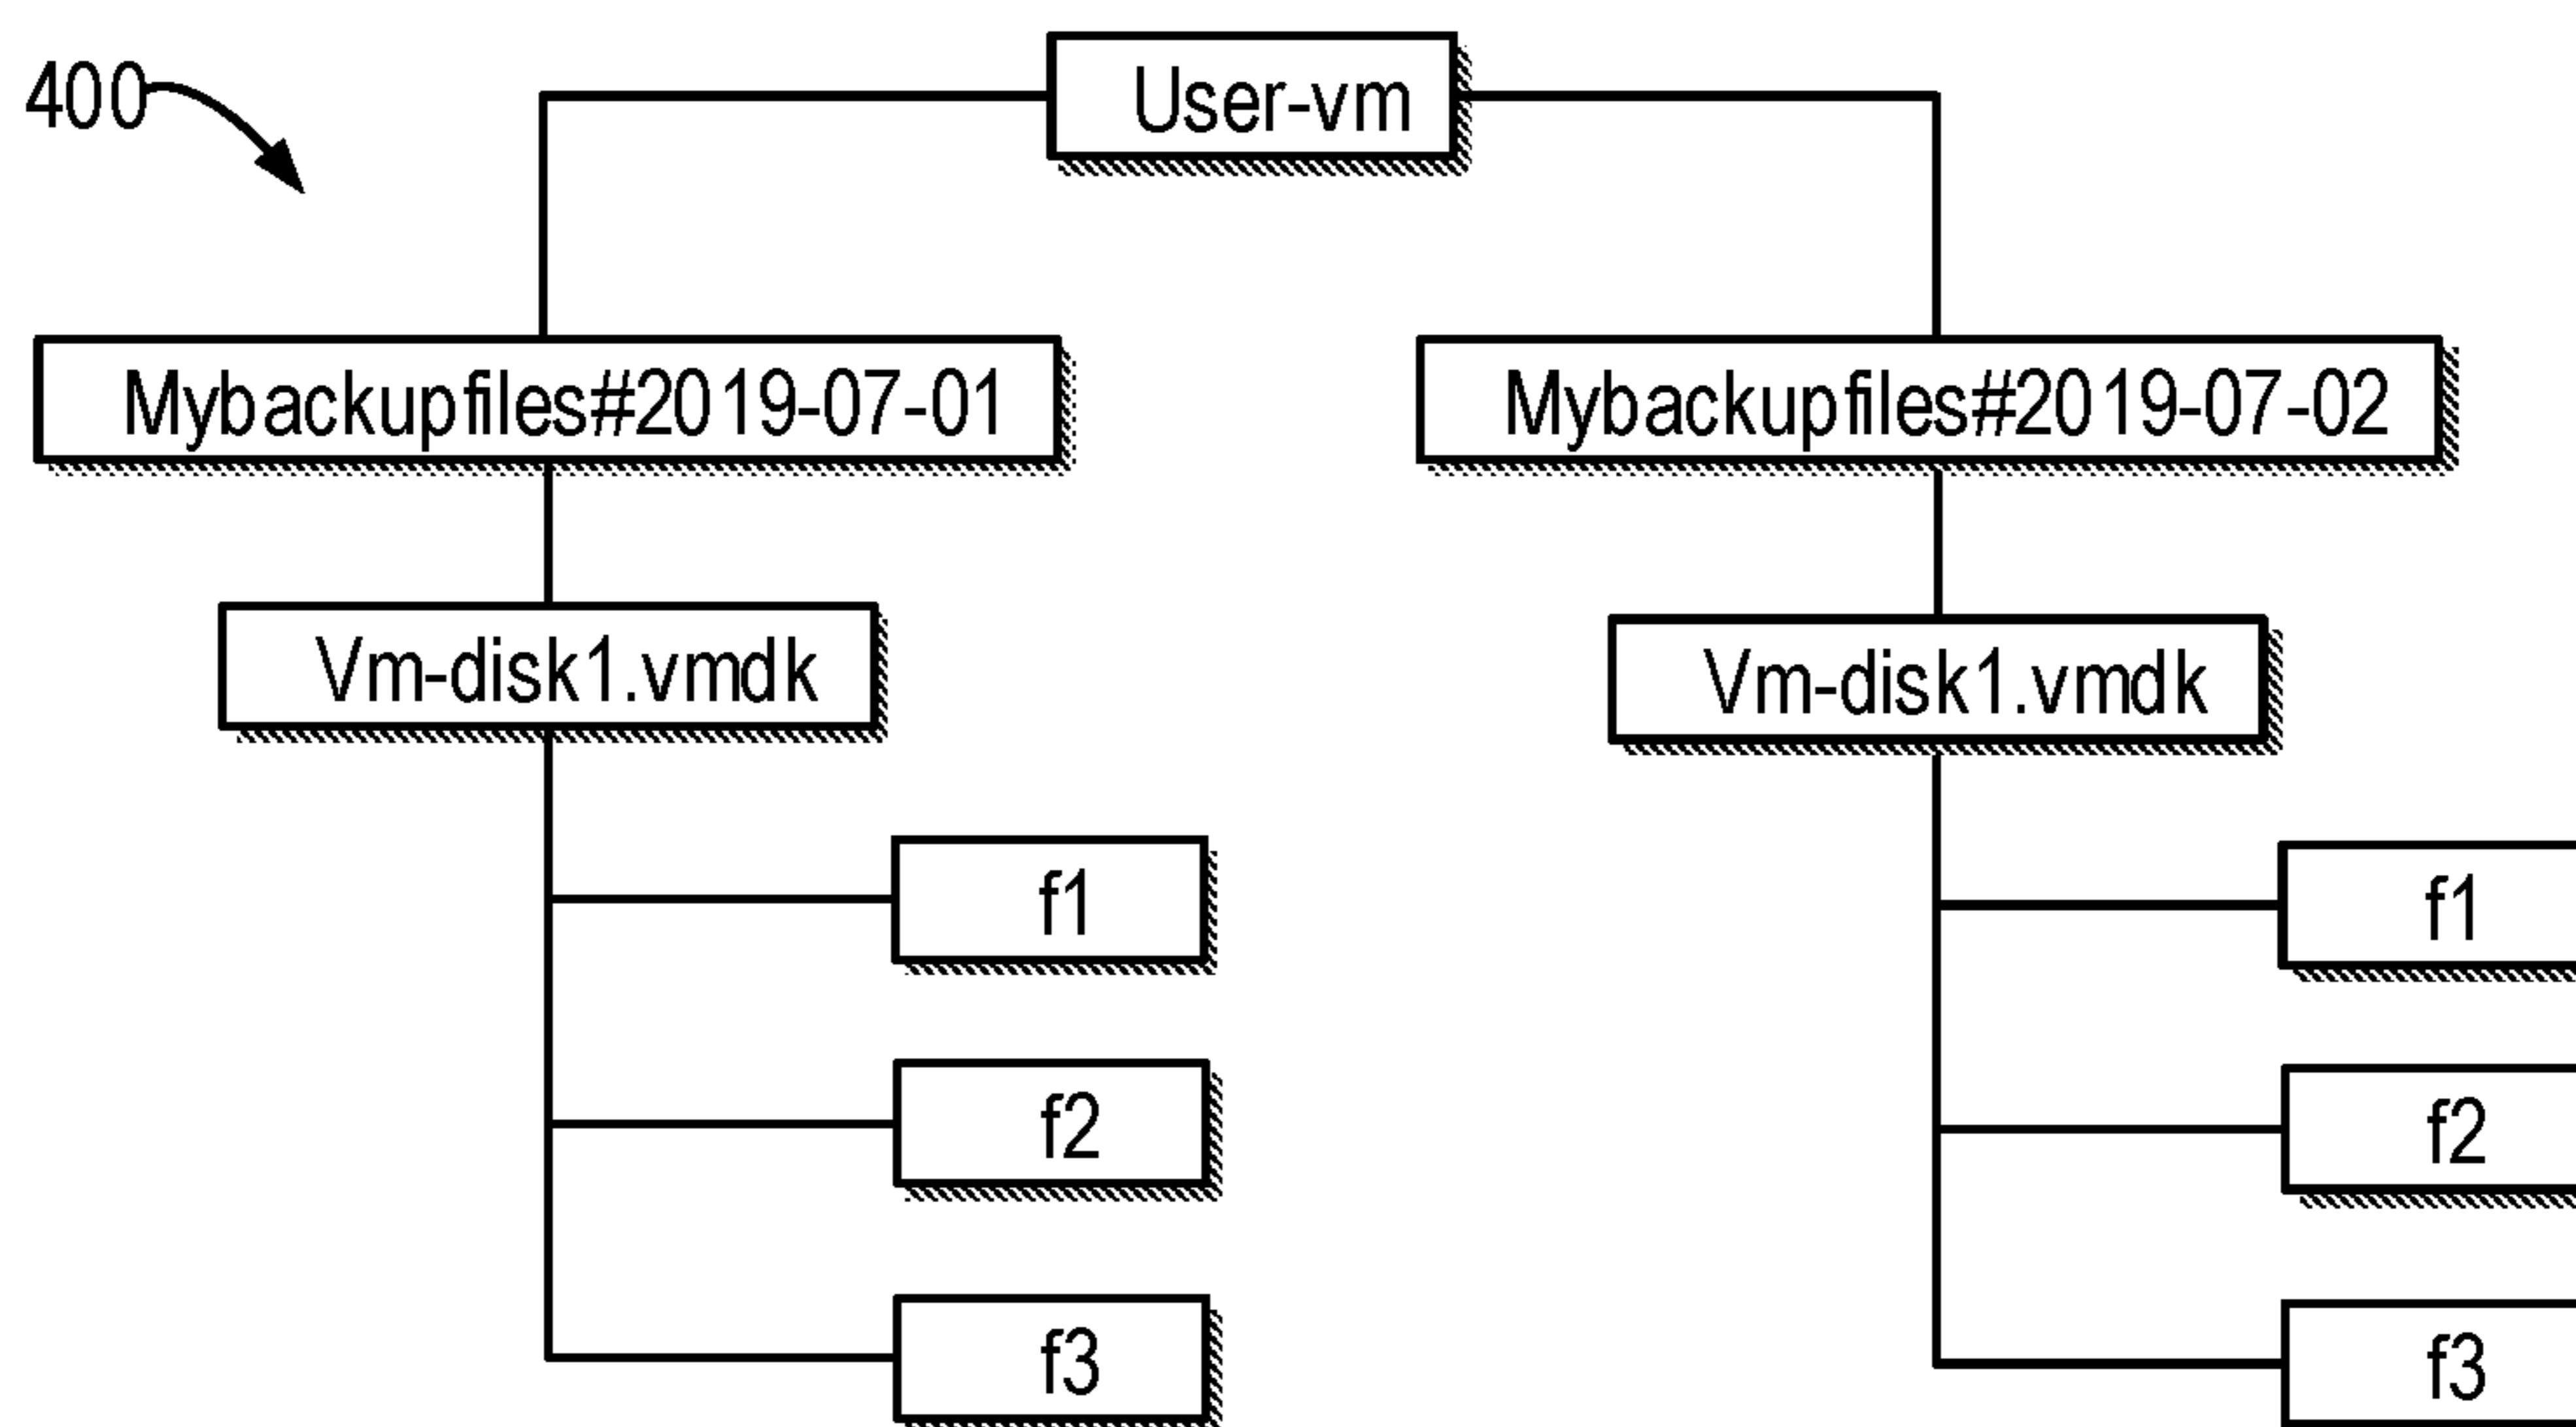 400
User-vm
Mybackupfiles#2019-07-01
Mybackupfiles#2019-07-02
Vm-disk1.vmdk
Vm-disk1.vmdk
f1
f1
f2
f2
f3
f3